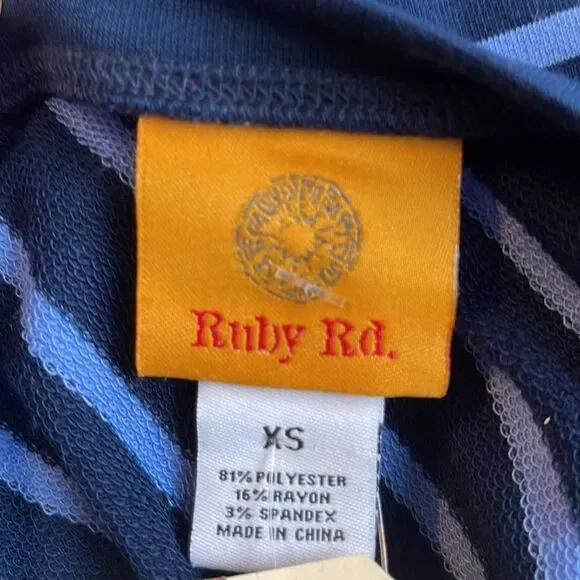 Ruby Rd.
XS
81% POLYESTER
16% RAYON
3% SPANDEX
MADE IN CHINA